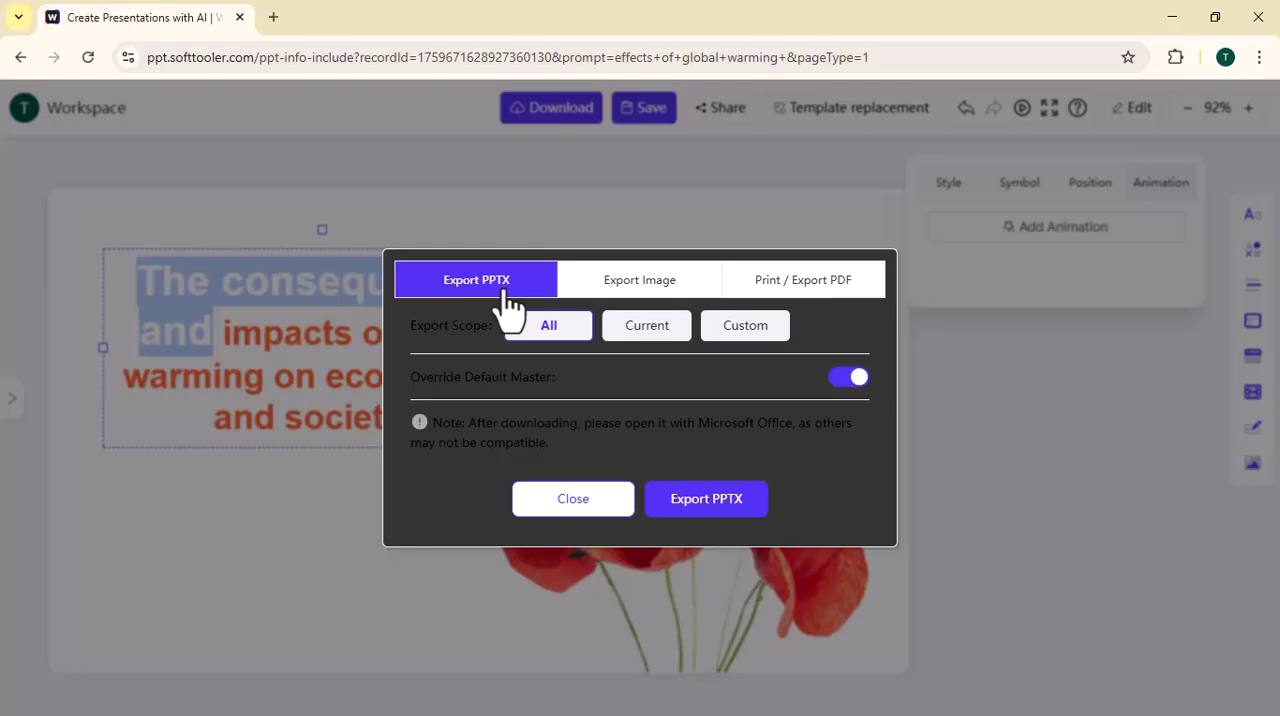 Create Presentations with AI | W
ppt.softtooler.com/ppt-info-include?recordId=1759671628927360130&prompt=effects+of+global+warming+&pageType=1
T
T Workspace
Download
Save
Share
Template replacement
Edit
92%
Style
Symbol
Position
Animation
Add Animation
The consequ
and impacts o
warming on eco
and societ
Export PPTX
Export Image
Print / Export PDF
Export Scope:
All
Current
Custom
Override Default Master:
Note: After downloading, please open it with Microsoft Office, as others
may not be compatible.
Close
Export PPTX